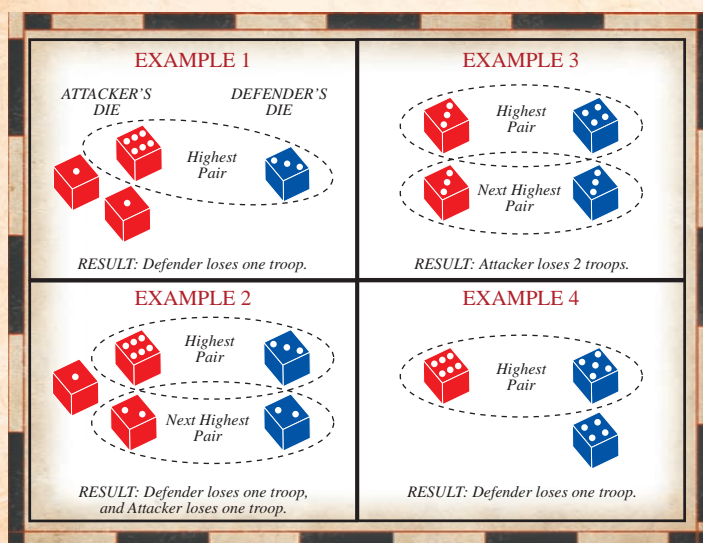 EXAMPLE 1
ATTACKER'S
DIE
DEFENDER'S
DIE
Highest
Pair
RESULT: Defender loses one troop.
EXAMPLE 2
Highest
Pair
Next Highest
Pair
RESULT: Defender loses one troop,
and Attacker loses one troop.
EXAMPLE 3
Highest
Pair
Next Highest
Pair
RESULT: Attacker loses 2 troops.
EXAMPLE 4
Highest
Pair
RESULT: Defender loses one troop.